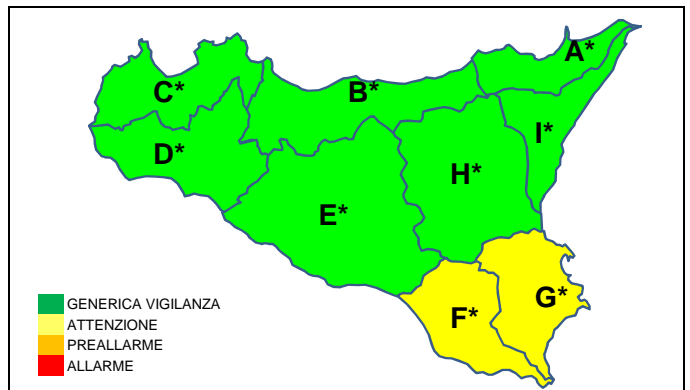 A*
C*
B*
I*
D*
H*
E*
G*
F*
GENERICA VIGILANZA
ATTENZIONE
PREALLARME
ALLARME